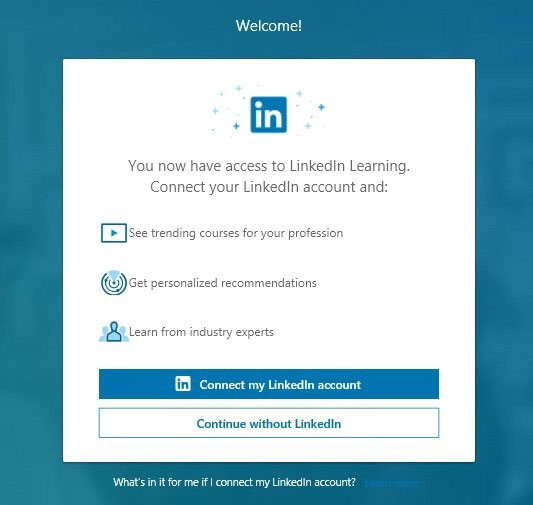 Welcome!
in
You now have access to LinkedIn Learning.
Connect your LinkedIn account and:
See trending courses for your profession
Get personalized recommendations
Learn from industry experts
in Connect my LinkedIn account
Continue without LinkedIn
What's in it for me if I connect my LinkedIn account? Learn more